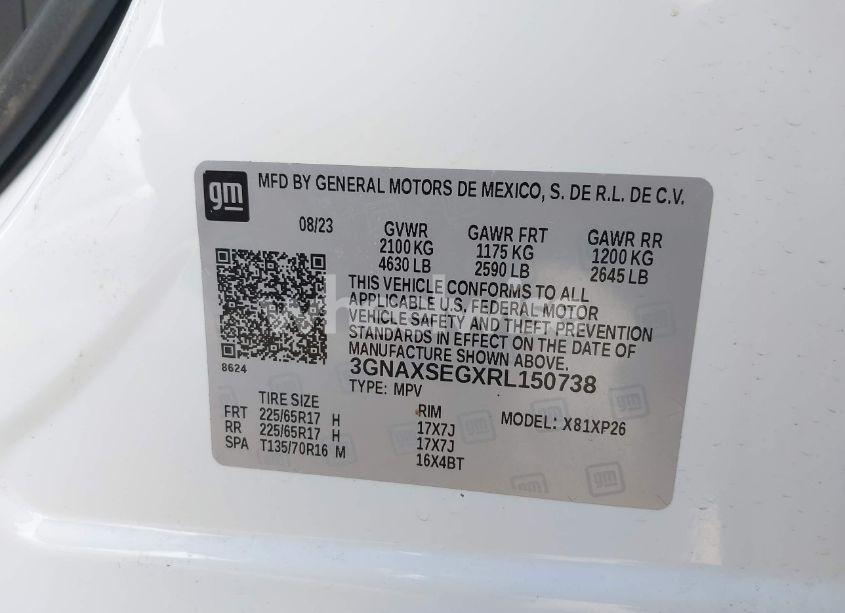 gm MFD BY GENERAL MOTORS DE MEXICO, S. DE R.L. DE C.V.
08/23 GVWR GAWR FRT GAWR RR
2100 KG 1175 KG 1200 KG
4630 LB 2590 LB 2645 LB
THIS VEHICLE CONFORMS TO ALL
APPLICABLE U.S. FEDERAL MOTOR
VEHICLE SAFETY AND THEFT PREVENTION
STANDARDS IN EFFECT ON THE DATE OF
MANUFACTURE SHOWN ABOVE.
8624
3GNAXSEGXRL150738
TYPE: MPV
TIRE SIZE RIM MODEL: X81XP26
FRT 225/65R17 H 17X7J
RR 225/65R17 H 17X7J
SPA T135/70R16 M 16X4BT